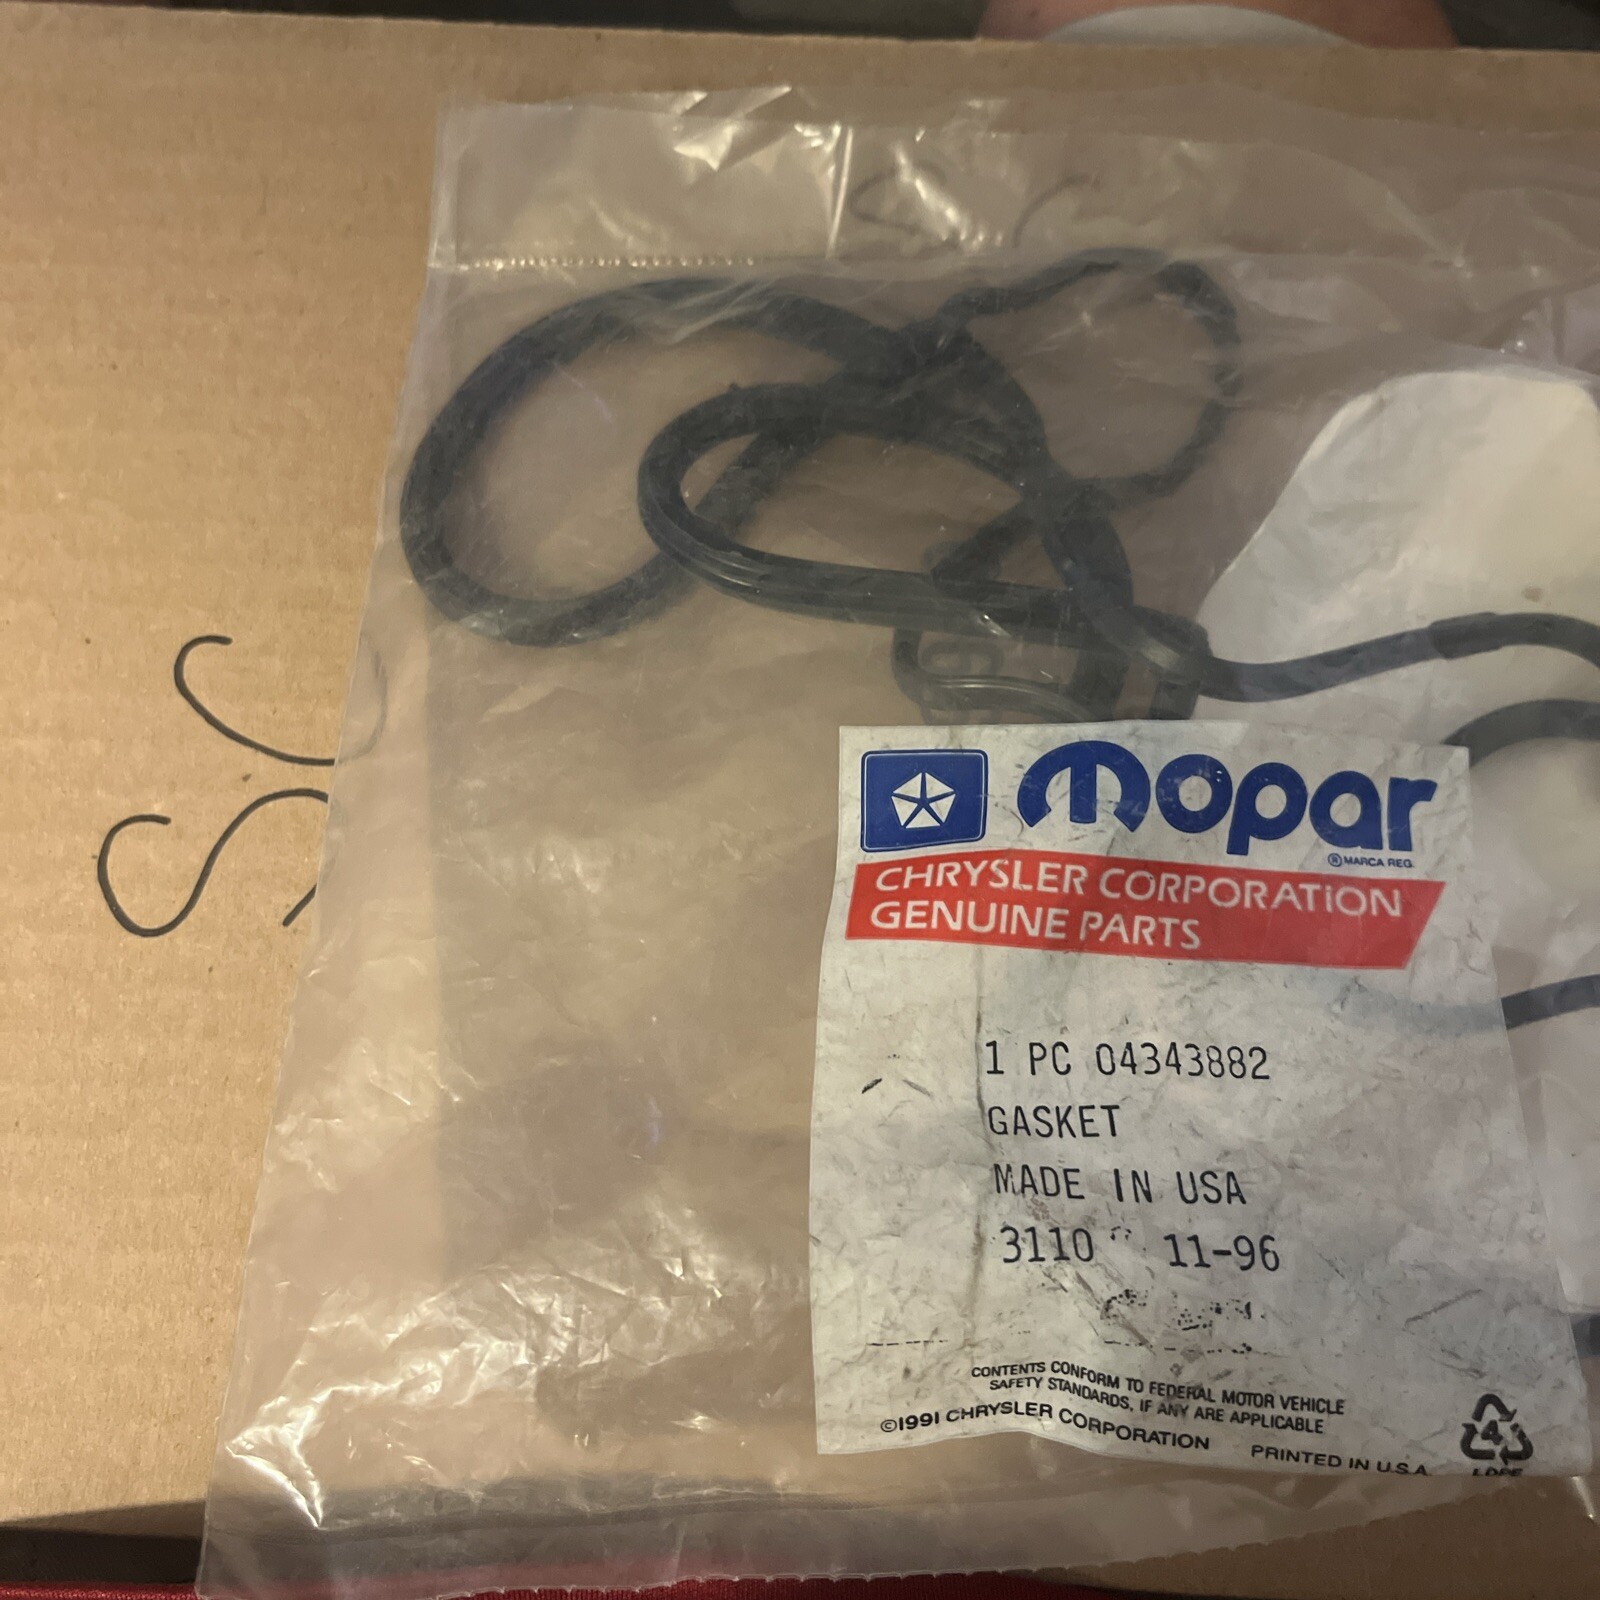 mopar
® MARCA REG.
CHRYSLER CORPORATION
GENUINE PARTS
1 PC 04343882
GASKET
MADE IN USA
3110 11-96
CONTENTS CONFORM TO FEDERAL MOTOR VEHICLE
SAFETY STANDARDS, IF ANY ARE APPLICABLE
©1991 CHRYSLER CORPORATION PRINTED IN U.S.A.
4
LDPE